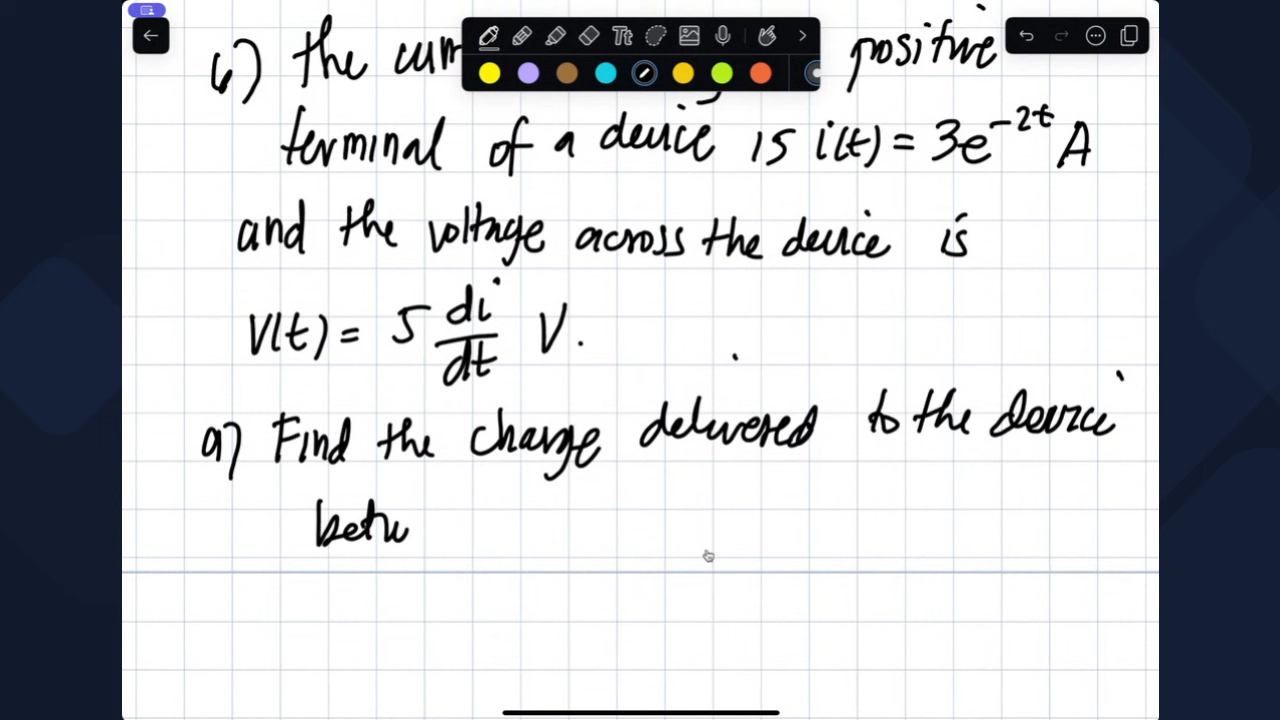 6) the positive
terminal of a device is i(t) = 3e^{-2t} A
and the voltage across the device is
V(t) = 5 di/dt V.
a) Find the charge delivered to the device
betw
Tt